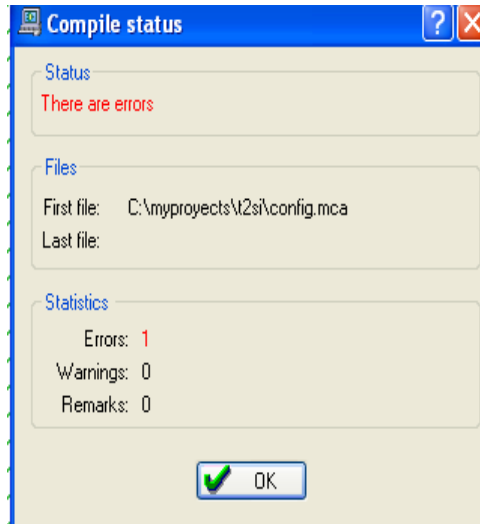 Compile status
Status
There are errors
Files
First file: C:\myproyects\t2si\config.mca
Last file:
Statistics
Errors: 1
Warnings: 0
Remarks: 0
OK